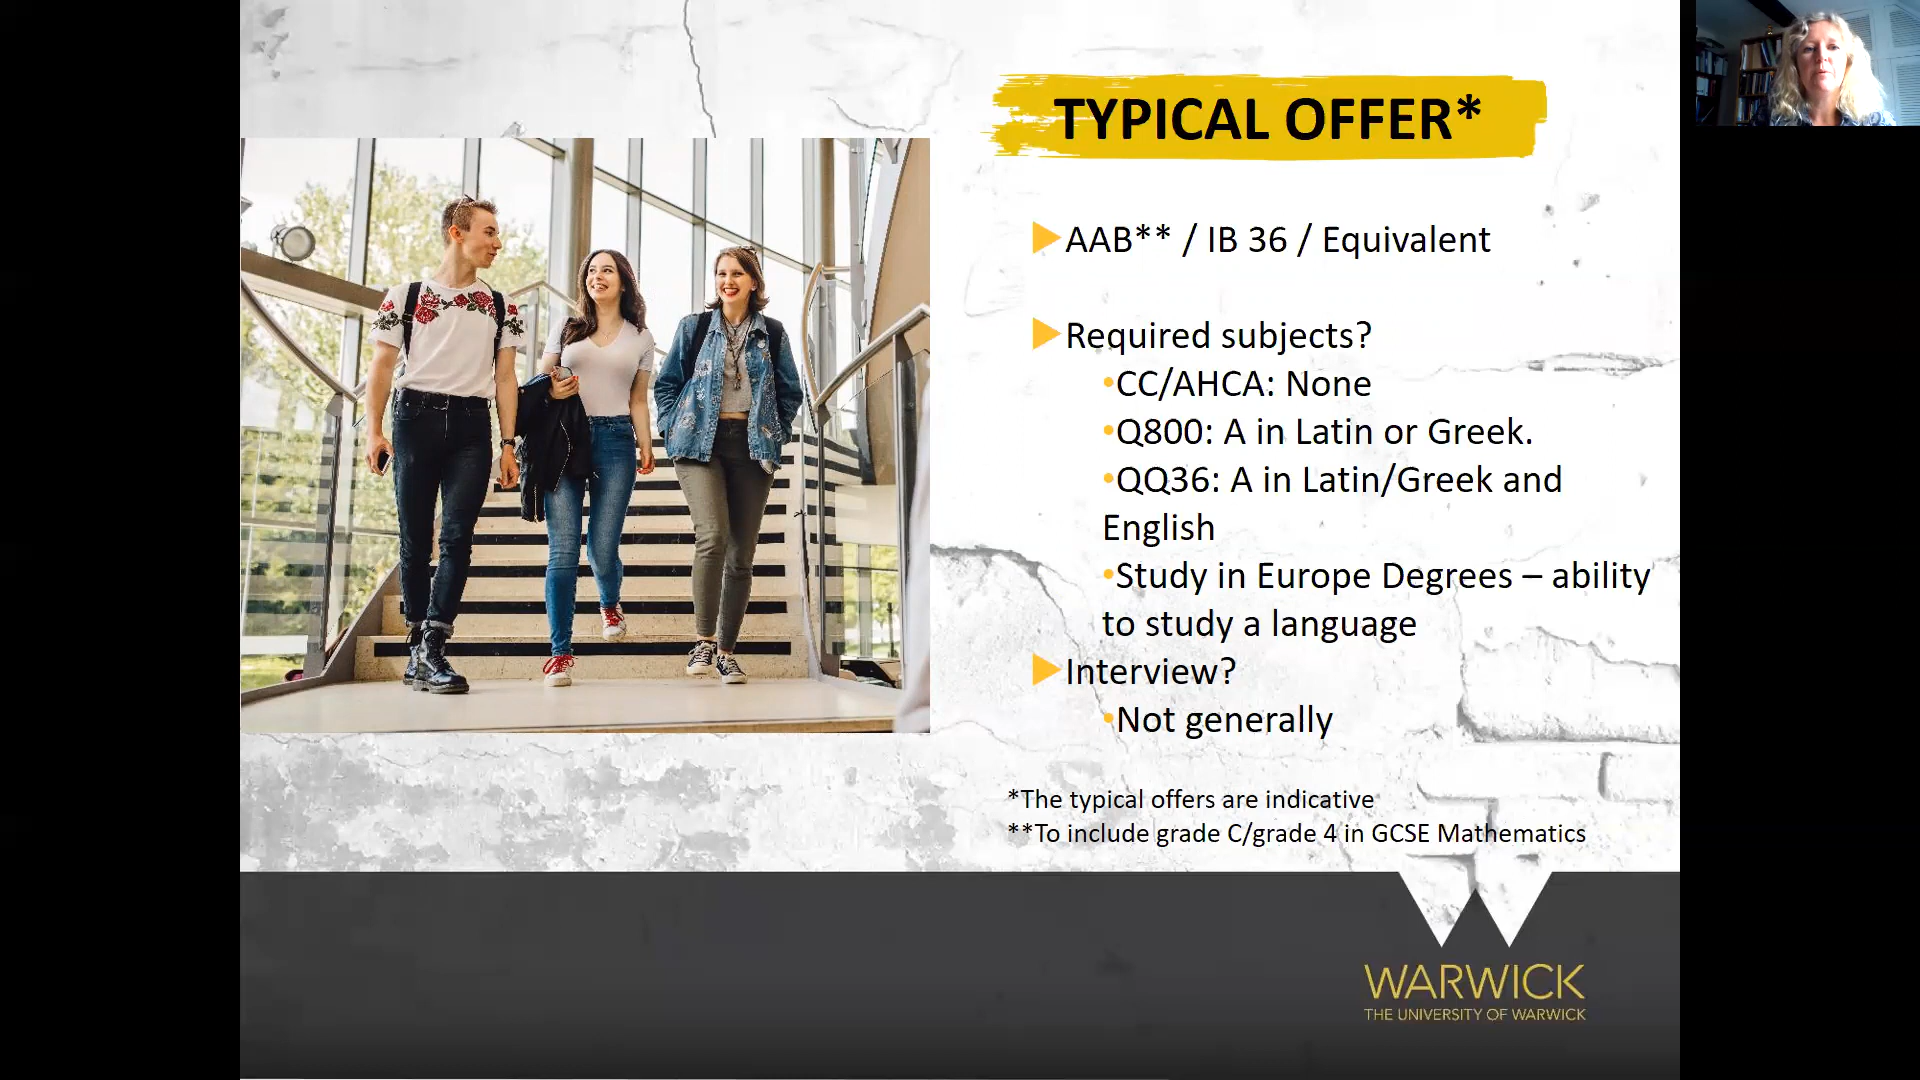 TYPICAL OFFER*
▶AAB** / IB 36 / Equivalent
▶Required subjects?
•CC/AHCA: None
•Q800: A in Latin or Greek.
•QQ36: A in Latin/Greek and
English
•Study in Europe Degrees – ability
to study a language
▶Interview?
•Not generally
*The typical offers are indicative
**To include grade C/grade 4 in GCSE Mathematics
WARWICK
THE UNIVERSITY OF WARWICK